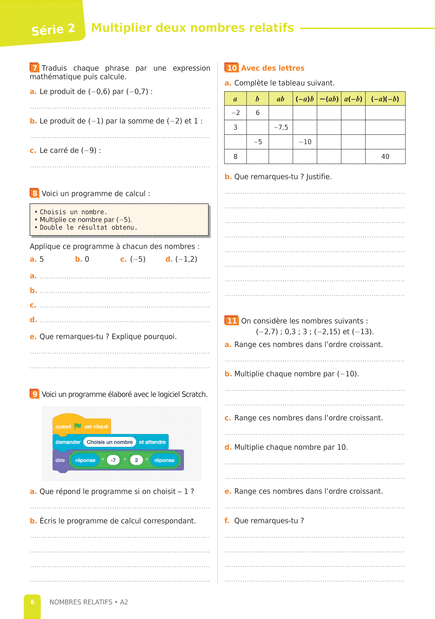 Série 2 Multiplier deux nombres relatifs
7 Traduis chaque phrase par une expression
mathématique puis calcule.
a. Le produit de (−0,6) par (−0,7) :
b. Le produit de (−1) par la somme de (−2) et 1 :
c. Le carré de (−9) :
8 Voici un programme de calcul :
• Choisis un nombre.
• Multiplie ce nombre par (−5).
• Double le résultat obtenu.
Applique ce programme à chacun des nombres :
a. 5 b. 0 c. (−5) d. (−1,2)
a.
b.
c.
d.
e. Que remarques-tu ? Explique pourquoi.
9 Voici un programme élaboré avec le logiciel Scratch.
quand est cliqué
demander Choisis un nombre et attendre
dire réponse * -7 * 2 * réponse
a. Que répond le programme si on choisit – 1 ?
b. Écris le programme de calcul correspondant.
10 Avec des lettres
a. Complète le tableau suivant.
a b ab (−a)b −(ab) a(−b) (−a)(−b)
−2 6
3 −7,5
−5 −10
8 40
b. Que remarques-tu ? Justifie.
11 On considère les nombres suivants :
(−2,7) ; 0,3 ; 3 ; (−2,15) et (−13).
a. Range ces nombres dans l'ordre croissant.
b. Multiplie chaque nombre par (−10).
c. Range ces nombres dans l'ordre croissant.
d. Multiplie chaque nombre par 10.
e. Range ces nombres dans l'ordre croissant.
f. Que remarques-tu ?
6 NOMBRES RELATIFS • A2